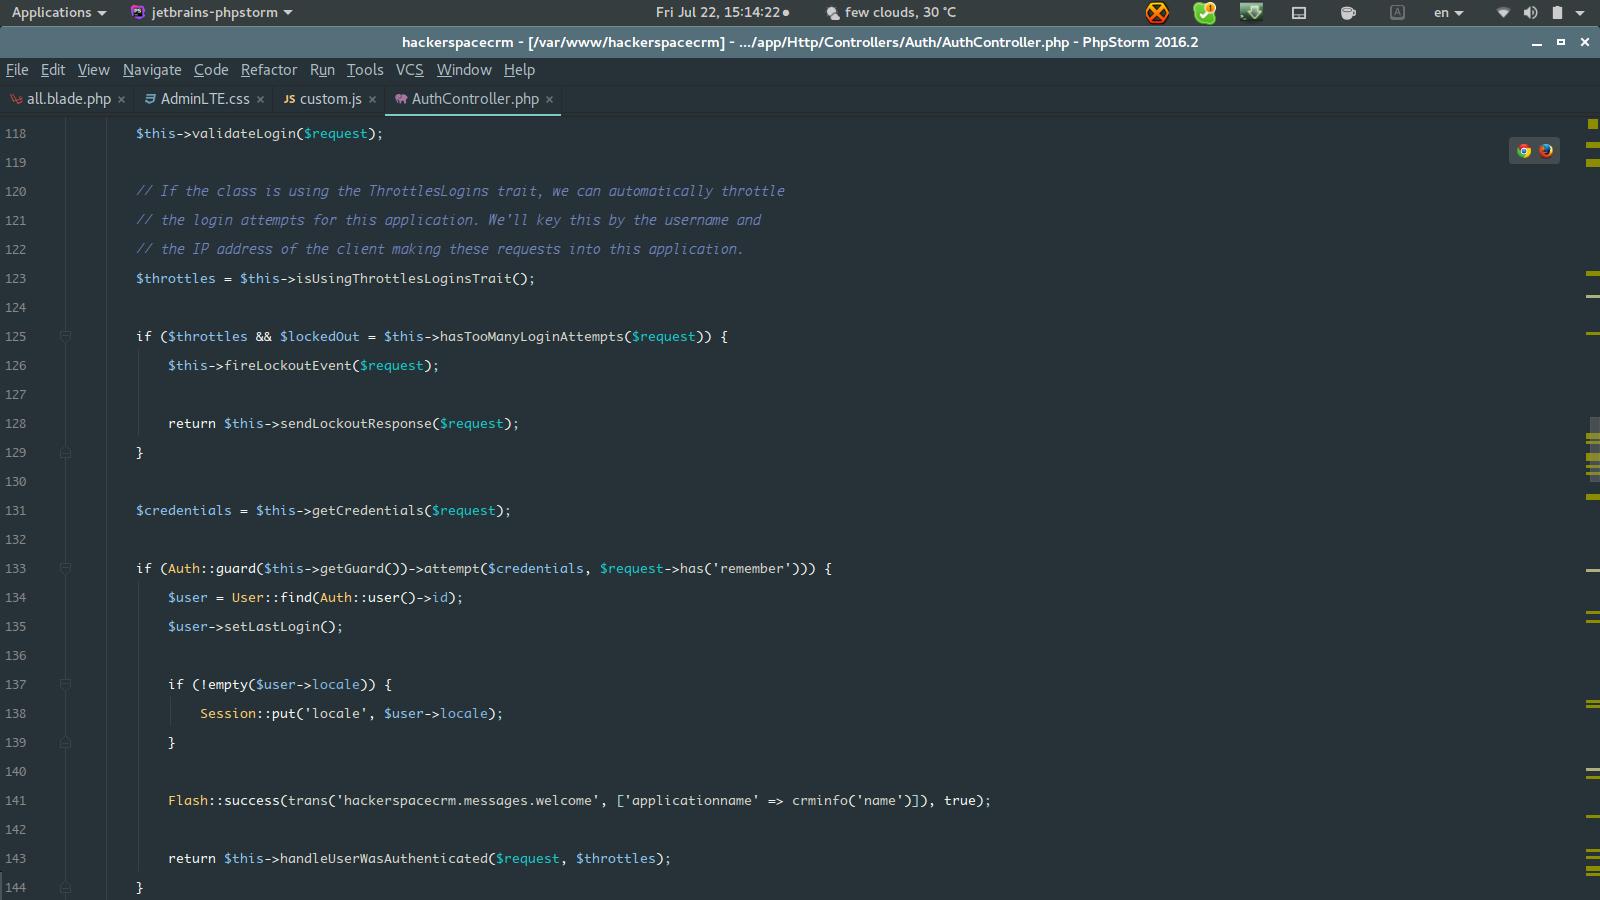 Applications jetbrains-phpstorm Fri Jul 22, 15:14:22 few clouds, 30 °C en
hackerspacecrm - [/var/www/hackerspacecrm] - .../app/Http/Controllers/Auth/AuthController.php - PhpStorm 2016.2
File Edit View Navigate Code Refactor Run Tools VCS Window Help
all.blade.php AdminLTE.css JS custom.js AuthController.php
118 $this->validateLogin($request);
119
120 // If the class is using the ThrottlesLogins trait, we can automatically throttle
121 // the login attempts for this application. We'll key this by the username and
122 // the IP address of the client making these requests into this application.
123 $throttles = $this->isUsingThrottlesLoginsTrait();
124
125 if ($throttles && $lockedOut = $this->hasTooManyLoginAttempts($request)) {
126 $this->fireLockoutEvent($request);
127
128 return $this->sendLockoutResponse($request);
129 }
130
131 $credentials = $this->getCredentials($request);
132
133 if (Auth::guard($this->getGuard())->attempt($credentials, $request->has('remember'))) {
134 $user = User::find(Auth::user()->id);
135 $user->setLastLogin();
136
137 if (!empty($user->locale)) {
138 Session::put('locale', $user->locale);
139 }
140
141 Flash::success(trans('hackerspacecrm.messages.welcome', ['applicationname' => crminfo('name')]), true);
142
143 return $this->handleUserWasAuthenticated($request, $throttles);
144 }